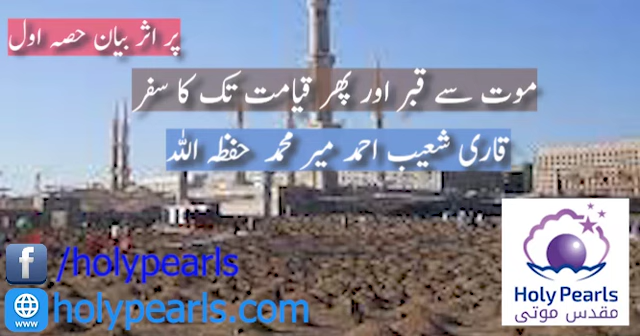 پر اثر بیان حصہ اول
موت سے قبر اور پھر قیامت تک کا سفر
قاری شعیب احمد میر محمد حفظہ اللہ
f /holypearls
www holypearls.com
Holy Pearls
مقدس موتی